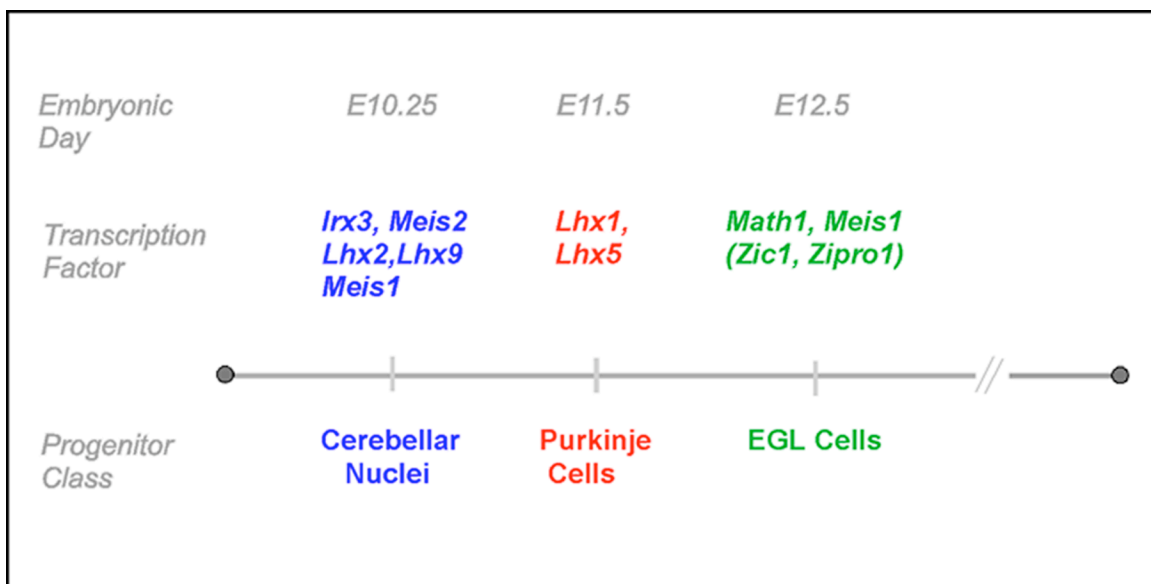 Embryonic Day E10.25 E11.5 E12.5
Transcription Factor
Irx3, Meis2
Lhx2,Lhx9
Meis1
Lhx1,
Lhx5
Math1, Meis1
(Zic1, Zipro1)
Progenitor
Class
Cerebellar
Nuclei
Purkinje
Cells
EGL Cells